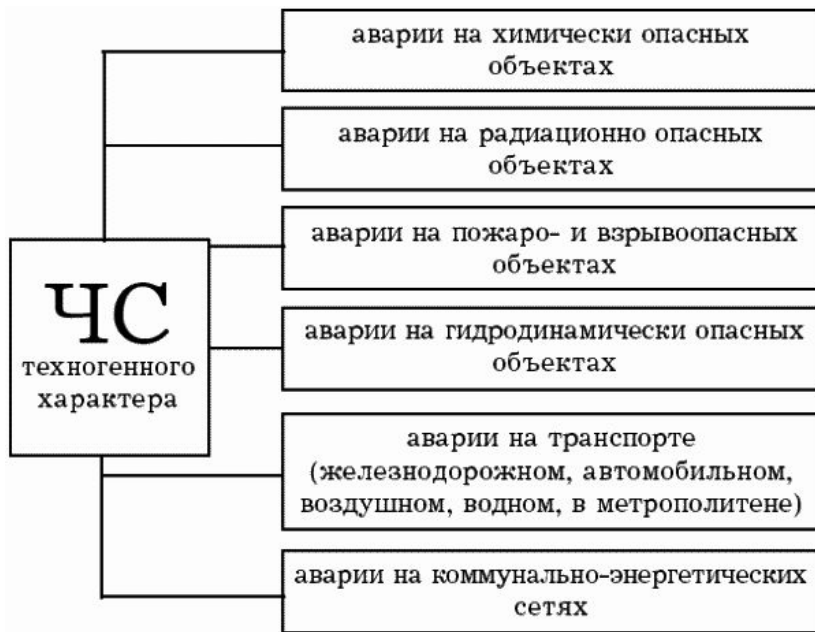 аварии на химически опасных
объектах
аварии на радиационно опасных
объектах
аварии на пожаро- и взрывоопасных
объектах
ЧС
техногенного
характера
аварии на гидродинамически опасных
объектах
аварии на транспорте
(железнодорожном, автомобильном,
воздушном, водном, в метрополитене)
аварии на коммунально-энергетических
сетях